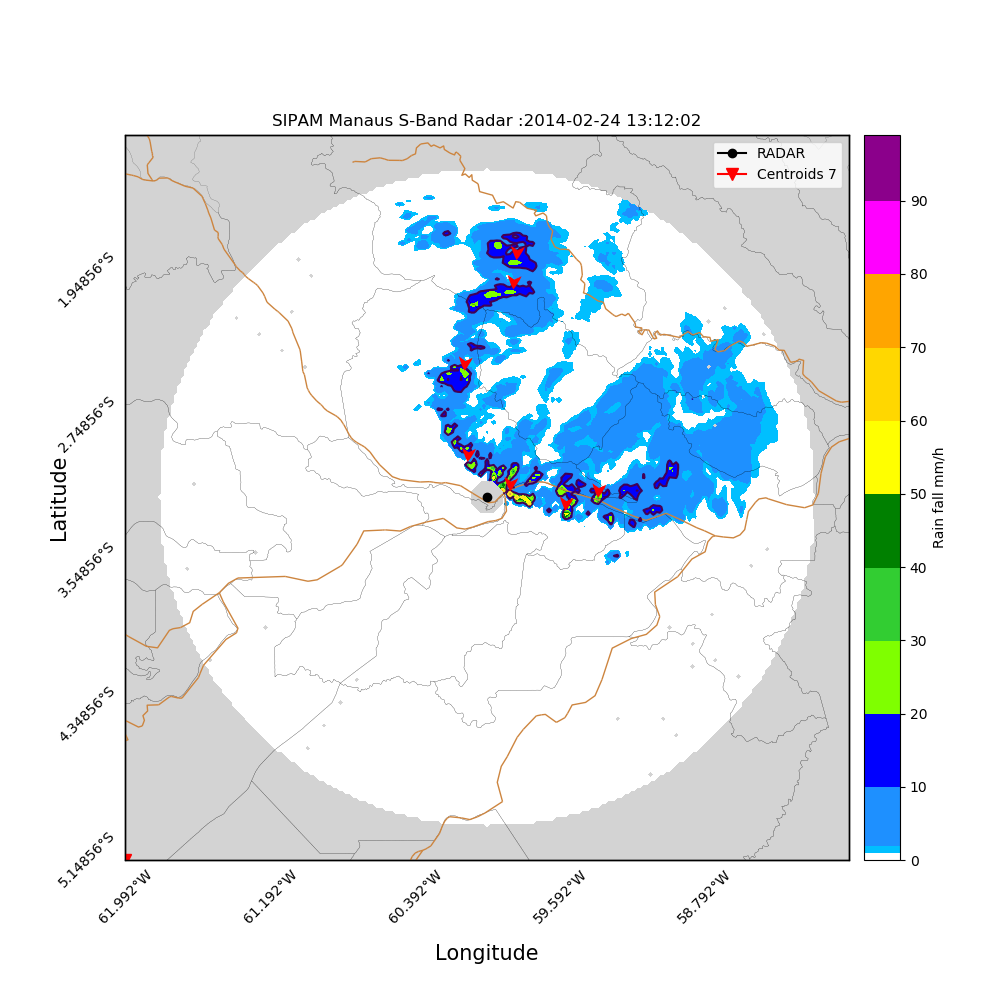 SIPAM Manaus S-Band Radar :2014-02-24 13:12:02
RADAR
Centroids 7
Latitude
1.94856°S
2.74856°S
3.54856°S
4.34856°S
5.14856°S
61.992°W
61.192°W
60.392°W
59.592°W
58.792°W
Longitude
90
80
70
60
50
40
30
20
10
0
Rain fall mm/h